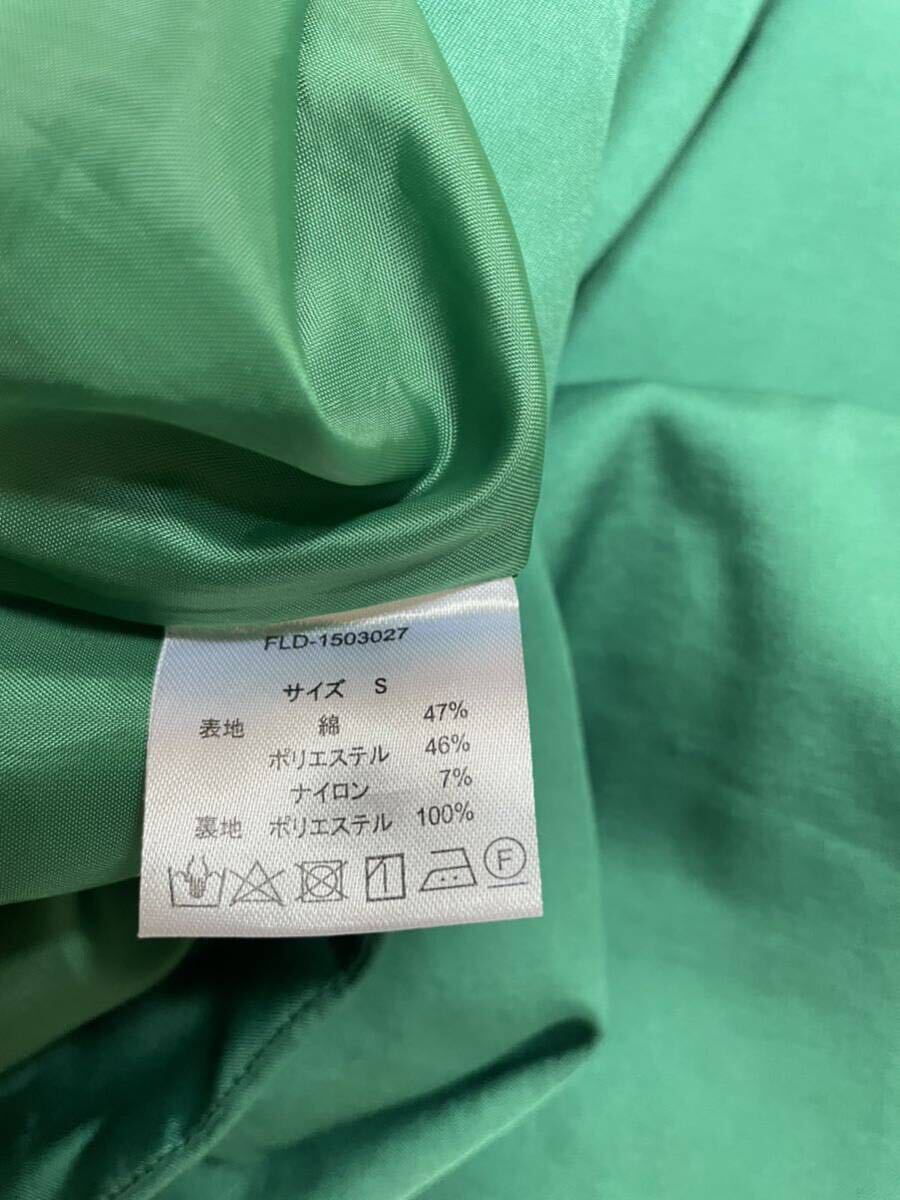 FLD-1503027
サイズ S
表地 綿 47%
ポリエステル 46%
ナイロン 7%
裏地 ポリエステル 100%
F